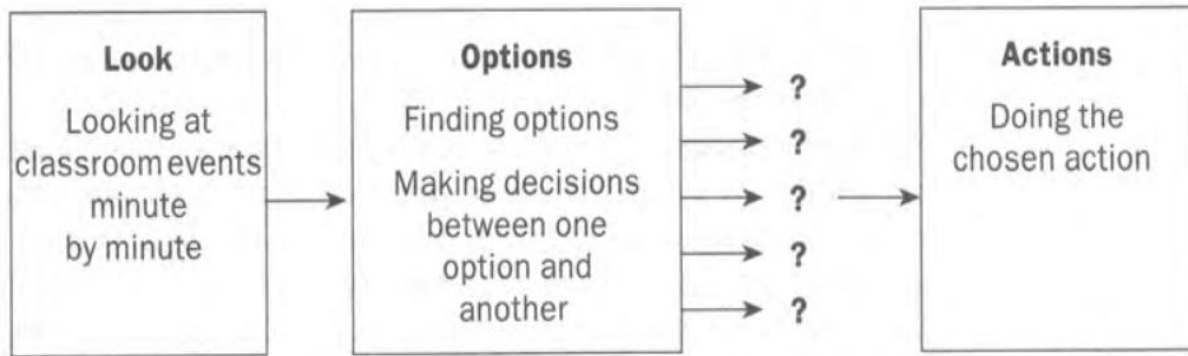 Look
Looking at
classroom events
minute
by minute
Options
Finding options
Making decisions
between one
option and
another
?
?
?
?
?
Actions
Doing the
chosen action